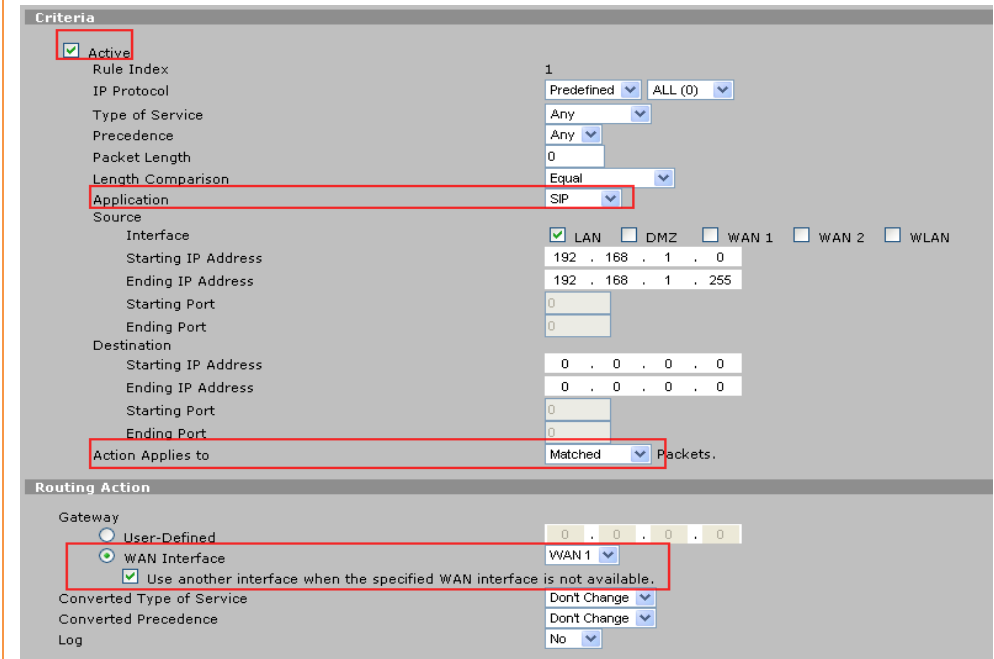 Criteria
Active
Rule Index 1
IP Protocol Predefined ALL (0)
Type of Service Any
Precedence Any
Packet Length 0
Length Comparison Equal
Application SIP
Source
Interface LAN DMZ WAN 1 WAN 2 WLAN
Starting IP Address 192 . 168 . 1 . 0
Ending IP Address 192 . 168 . 1 . 255
Starting Port 0
Ending Port 0
Destination
Starting IP Address 0 . 0 . 0 . 0
Ending IP Address 0 . 0 . 0 . 0
Starting Port 0
Ending Port 0
Action Applies to Matched Packets.
Routing Action
Gateway
User-Defined 0 . 0 . 0 . 0
WAN Interface WAN 1
Use another interface when the specified WAN interface is not available.
Converted Type of Service Don't Change
Converted Precedence Don't Change
Log No